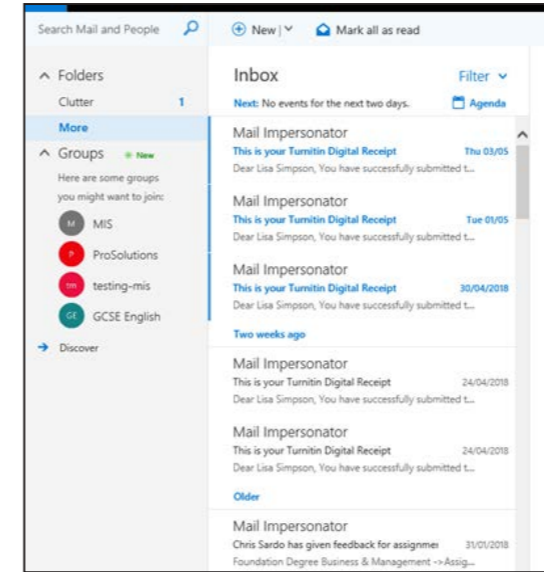 Search Mail and People
New
Mark all as read
Folders
Clutter 1
More
Groups New
Here are some groups
you might want to join:
M MIS
P ProSolutions
tm testing-mis
GE GCSE English
Discover
Inbox Filter
Next: No events for the next two days. Agenda
Mail Impersonator
This is your Turnitin Digital Receipt Thu 03/05
Dear Lisa Simpson, You have successfully submitted t...
Mail Impersonator
This is your Turnitin Digital Receipt Tue 01/05
Dear Lisa Simpson, You have successfully submitted t...
Mail Impersonator
This is your Turnitin Digital Receipt 30/04/2018
Dear Lisa Simpson, You have successfully submitted t...
Two weeks ago
Mail Impersonator
This is your Turnitin Digital Receipt 24/04/2018
Dear Lisa Simpson, You have successfully submitted t...
Mail Impersonator
This is your Turnitin Digital Receipt 24/04/2018
Dear Lisa Simpson, You have successfully submitted t...
Older
Mail Impersonator
Chris Sardo has given feedback for assignmer 31/01/2018
Foundation Degree Business & Management ->Assig...